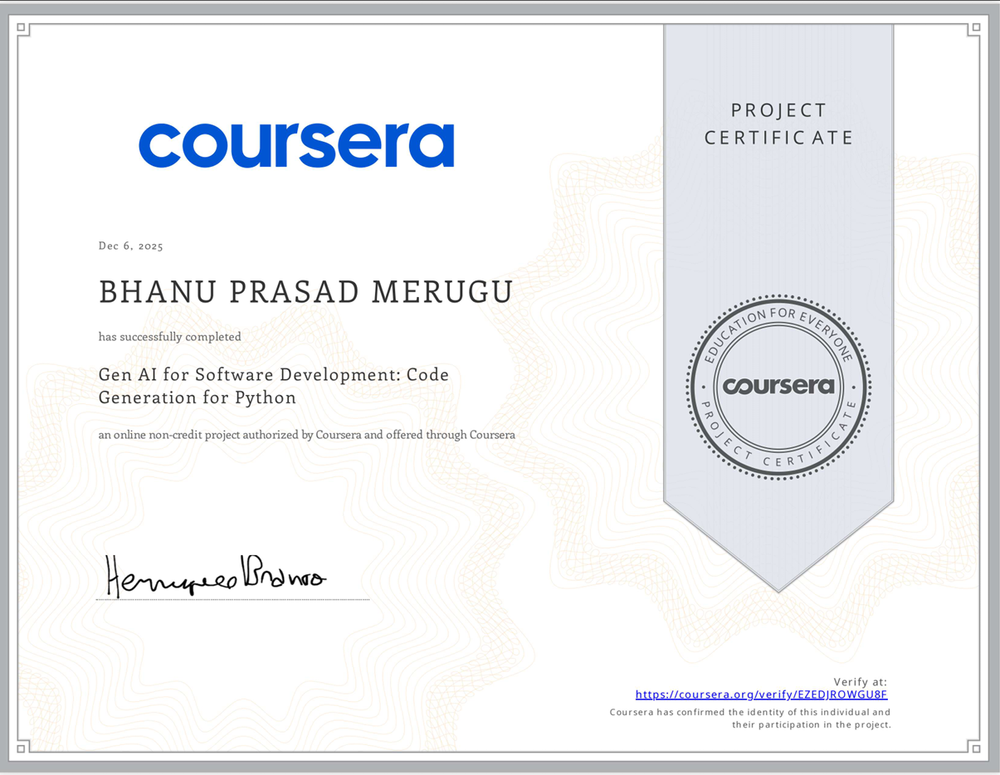 coursera
PROJECT
CERTIFICATE
Dec 6, 2025
BHANU PRASAD MERUGU
has successfully completed
Gen AI for Software Development: Code
Generation for Python
an online non-credit project authorized by Coursera and offered through Coursera
EDUCATION FOR EVERYONE
coursera
PROJECT CERTIFICATE
Verify at:
https://coursera.org/verify/EZEDJROWGU8F
Coursera has confirmed the identity of this individual and
their participation in the project.